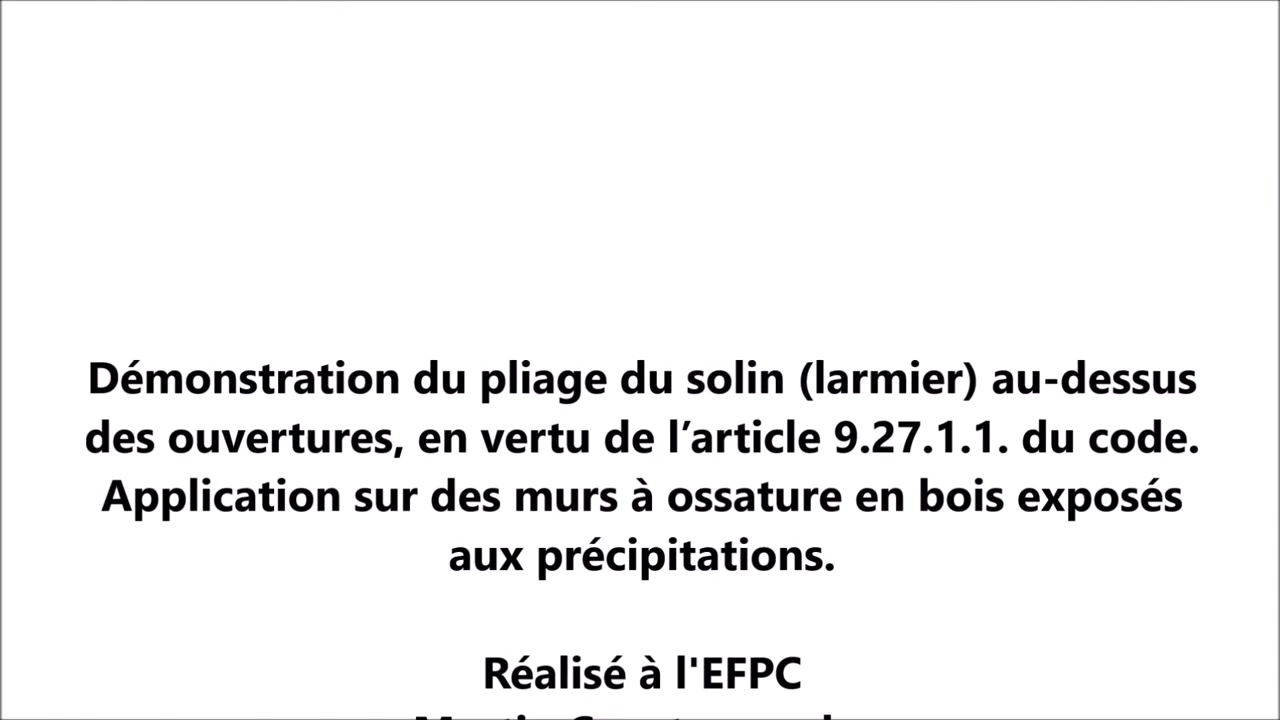 Démonstration du pliage du solin (larmier) au-dessus
des ouvertures, en vertu de l’article 9.27.1.1. du code.
Application sur des murs à ossature en bois exposés
aux précipitations.
Réalisé à l'EFPC